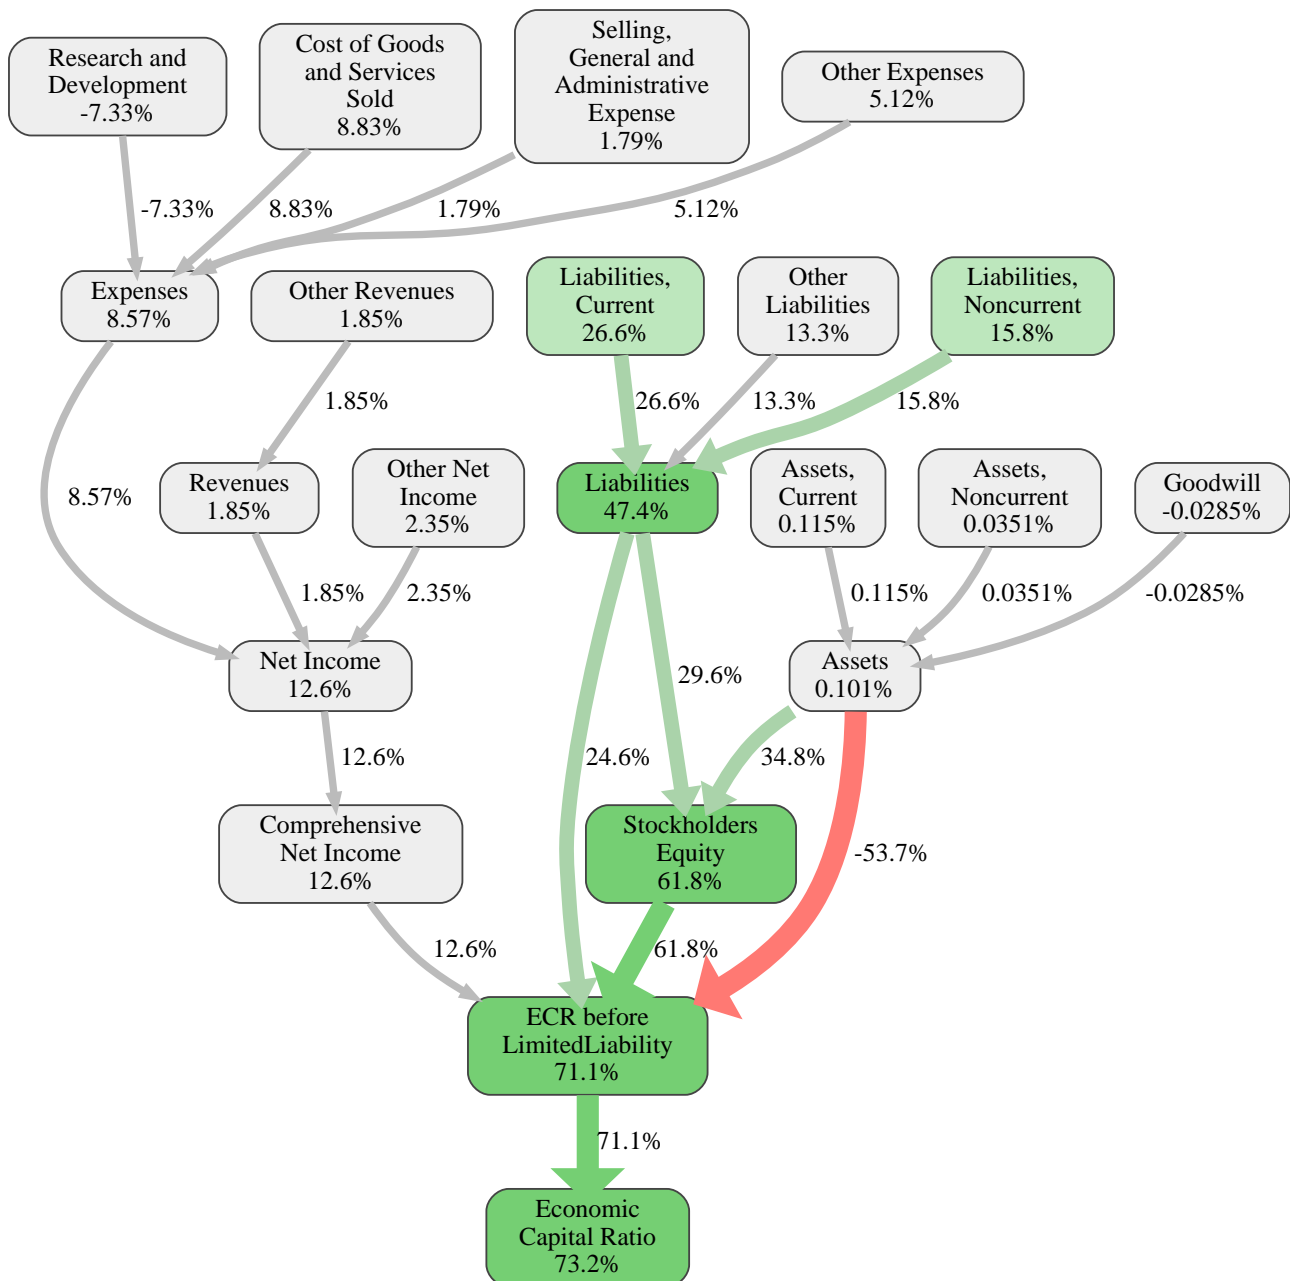 Research and
Development
-7.33%
Cost of Goods
and Services
Sold
8.83%
Selling,
General and
Administrative
Expense
1.79%
Other Expenses
5.12%
-7.33%
8.83%
1.79%
5.12%
Expenses
8.57%
Other Revenues
1.85%
Liabilities,
Current
26.6%
Other
Liabilities
13.3%
Liabilities,
Noncurrent
15.8%
1.85%
26.6%
13.3%
15.8%
8.57%
Revenues
1.85%
Other Net
Income
2.35%
Liabilities
47.4%
Assets,
Current
0.115%
Assets,
Noncurrent
0.0351%
Goodwill
-0.0285%
1.85%
2.35%
0.115%
0.0351%
-0.0285%
Net Income
12.6%
29.6%
Assets
0.101%
12.6%
24.6%
34.8%
Comprehensive
Net Income
12.6%
Stockholders
Equity
61.8%
-53.7%
12.6%
61.8%
ECR before
LimitedLiability
71.1%
71.1%
Economic
Capital Ratio
73.2%